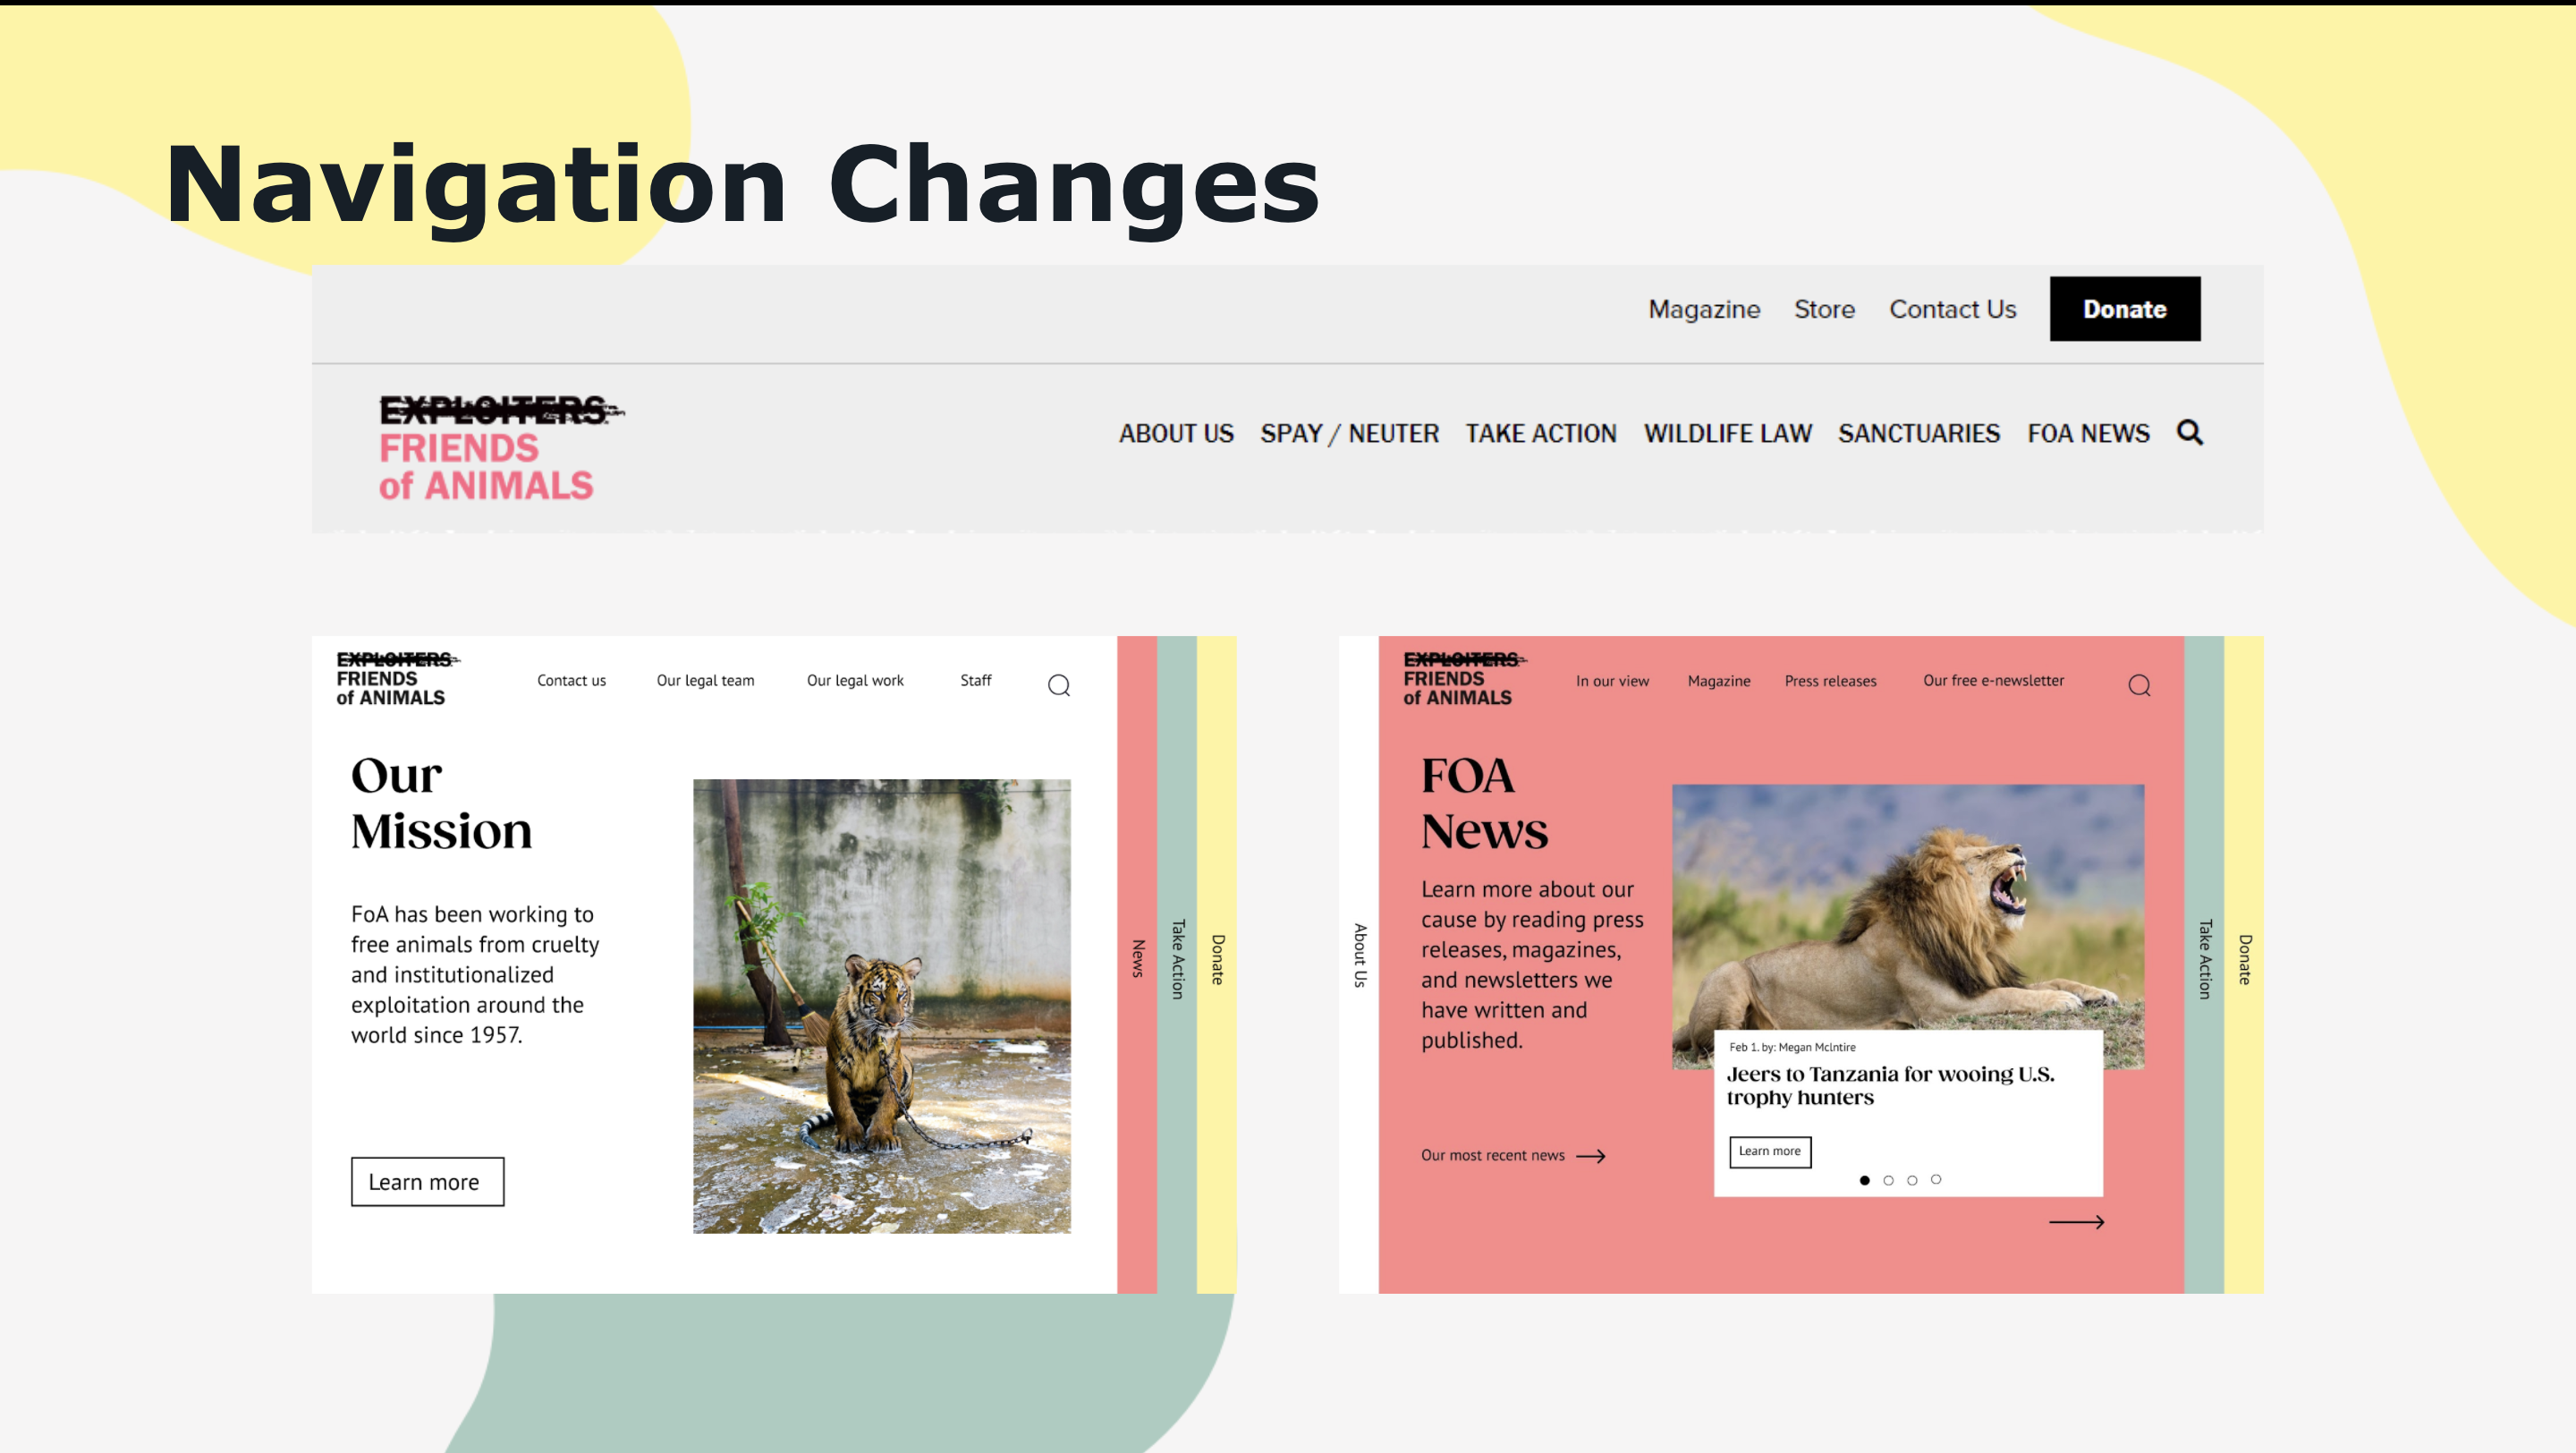 Navigation Changes
Magazine Store Contact Us Donate
EXPLOITERS
FRIENDS
of ANIMALS
ABOUT US SPAY / NEUTER TAKE ACTION WILDLIFE LAW SANCTUARIES FOA NEWS
EXPLOITERS
FRIENDS
of ANIMALS
Contact us Our legal team Our legal work Staff
Our
Mission
FoA has been working to
free animals from cruelty
and institutionalized
exploitation around the
world since 1957.
Learn more
News
Take Action
Donate
About Us
EXPLOITERS
FRIENDS
of ANIMALS
In our view Magazine Press releases Our free e-newsletter
FOA
News
Learn more about our
cause by reading press
releases, magazines,
and newsletters we
have written and
published.
Our most recent news
Feb 1. by: Megan McIntire
Jeers to Tanzania for wooing U.S.
trophy hunters
Learn more
Take Action
Donate